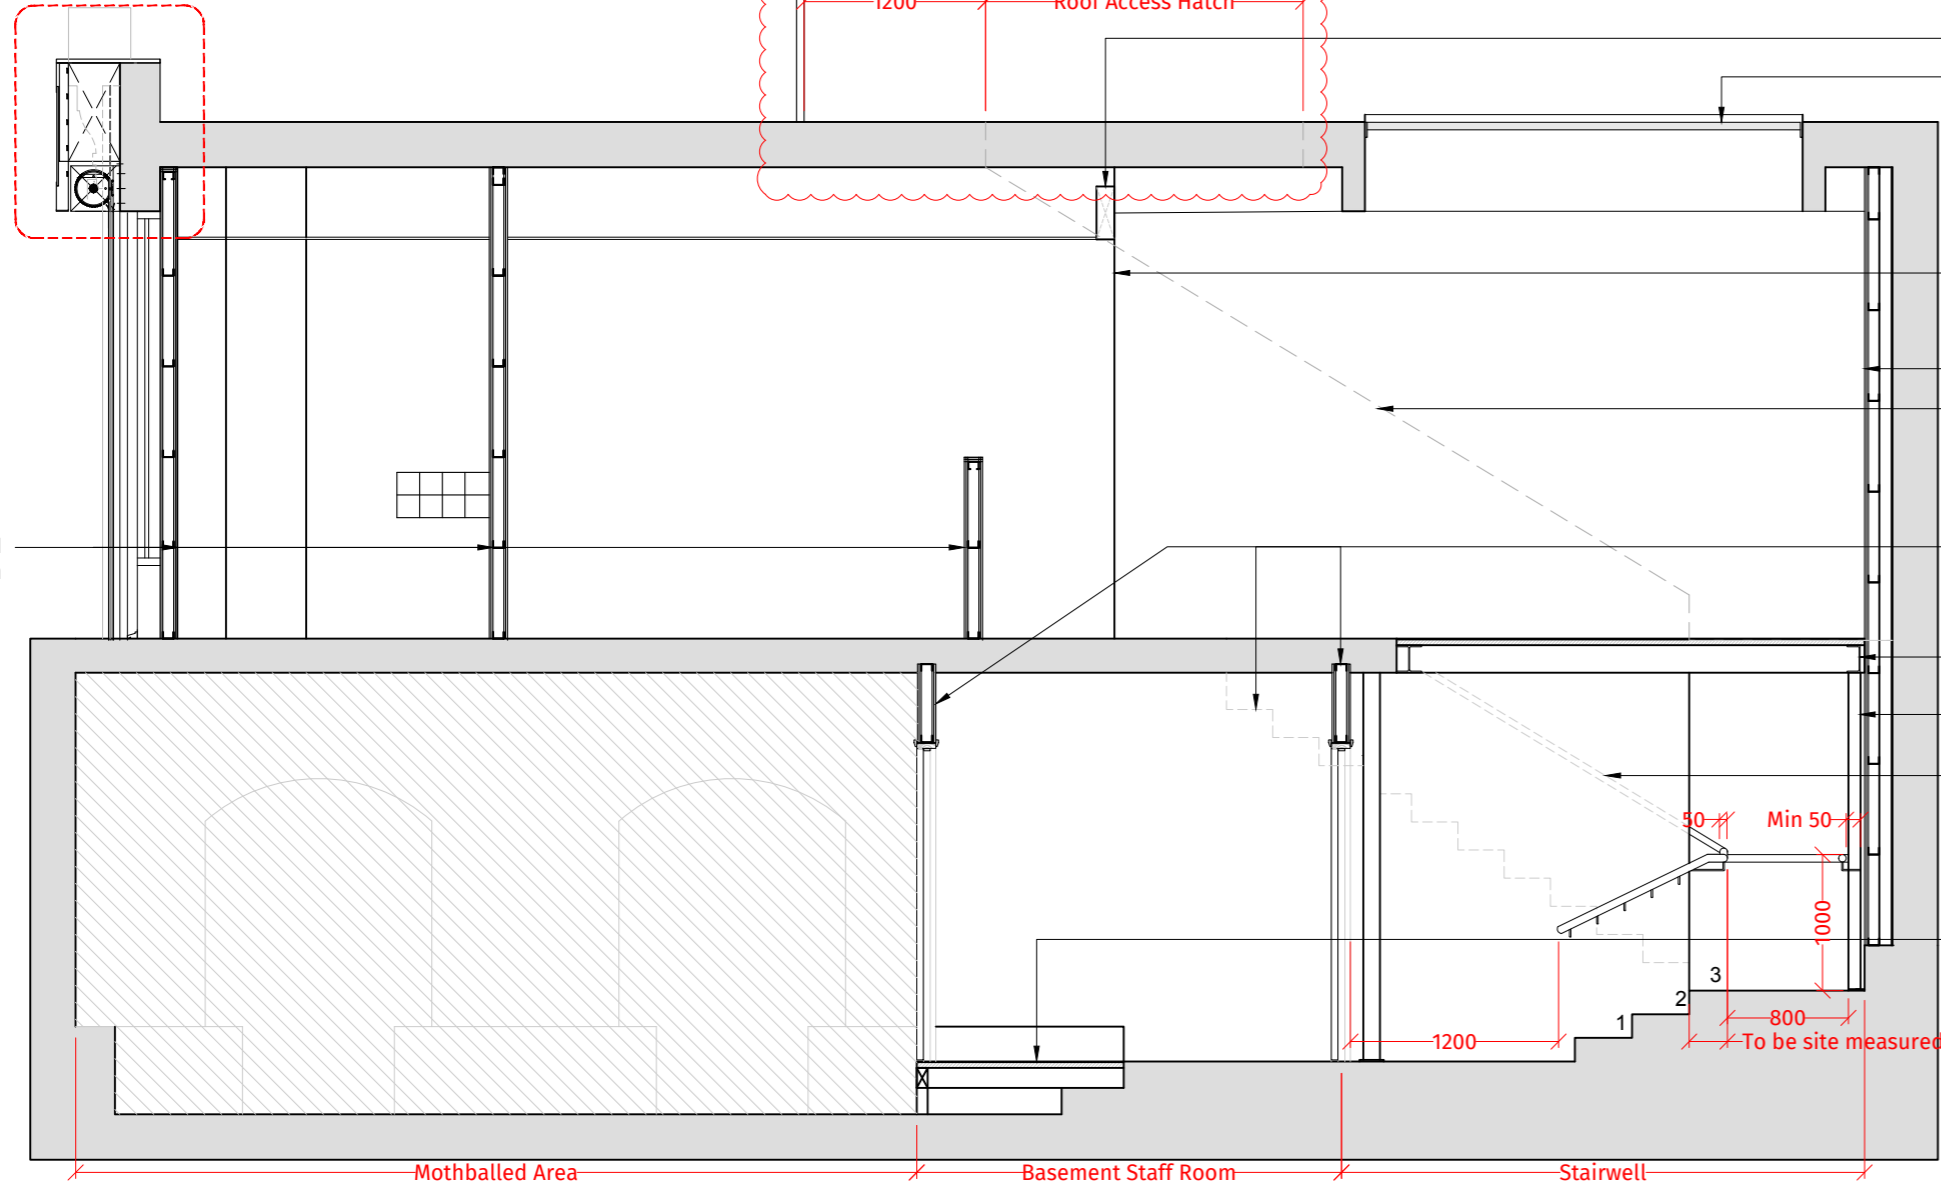 1200
Roof Access Hatch
50
Min 50
1000
3
2
1
800
1200
To be site measured
Mothballed Area
Basement Staff Room
Stairwell